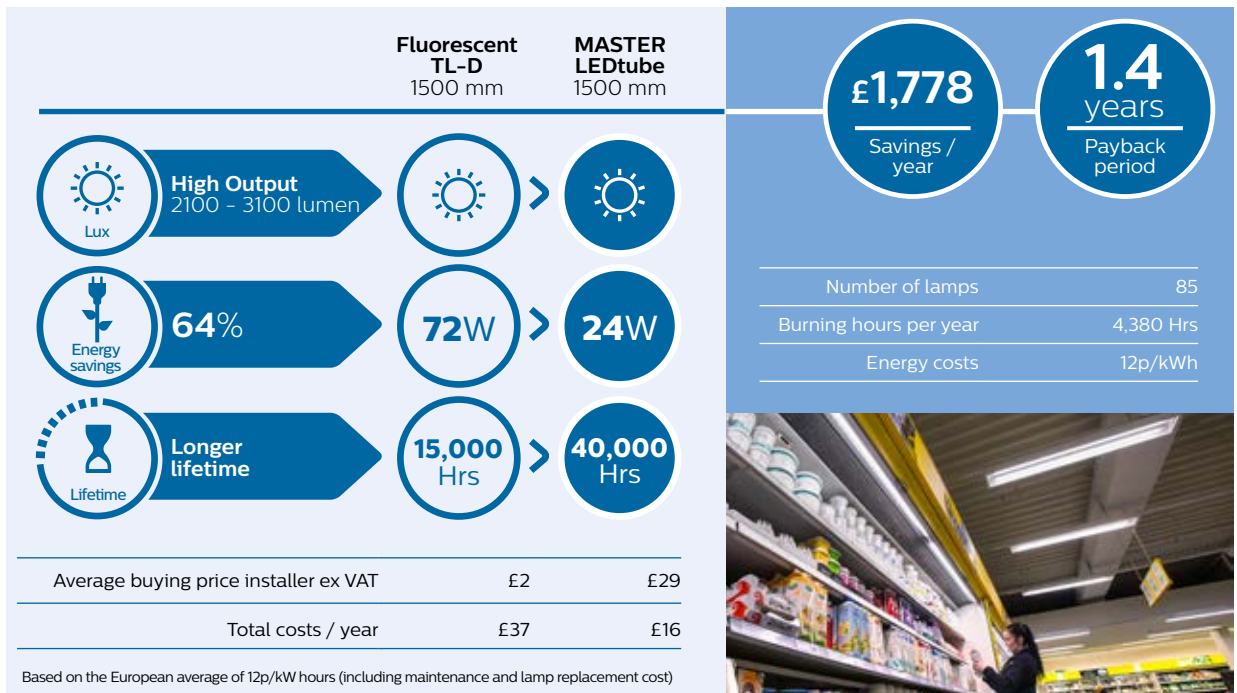 Fluorescent
TL-D
1500 mm
MASTER
LEDtube
1500 mm
£1,778
Savings /
year
1.4
years
Payback
period
Lux
High Output
2100 - 3100 lumen
Energy
savings
64%
72W
24W
Lifetime
Longer
lifetime
15,000
Hrs
40,000
Hrs
Number of lamps 85
Burning hours per year 4,380 Hrs
Energy costs 12p/kWh
Average buying price installer ex VAT £2 £29
Total costs / year £37 £16
Based on the European average of 12p/kW hours (including maintenance and lamp replacement cost)